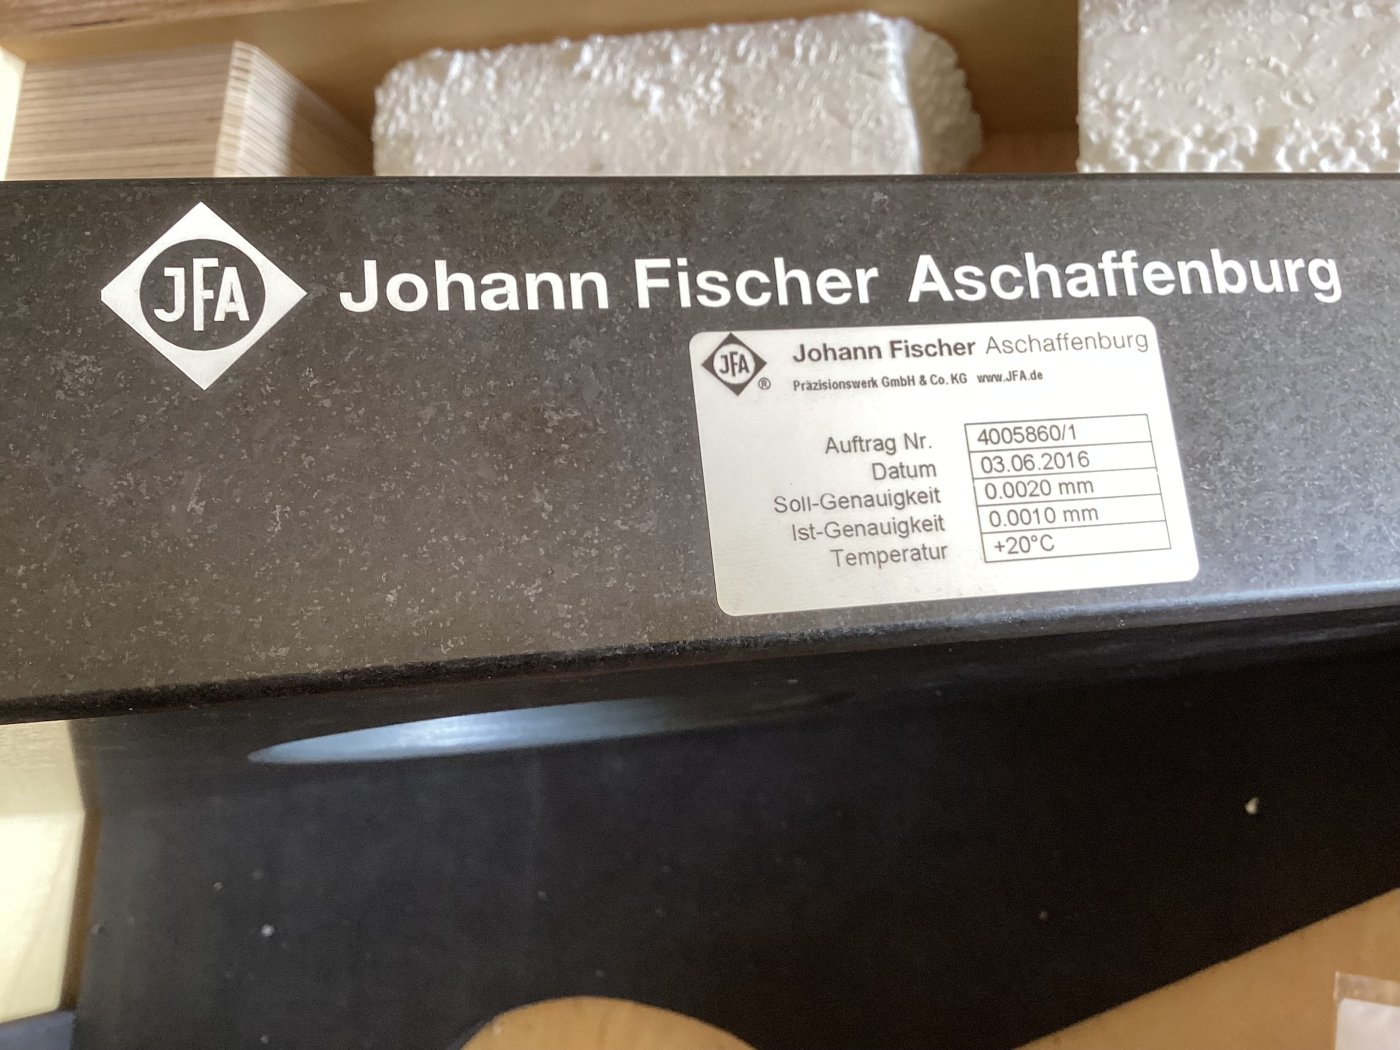 JFA Johann Fischer Aschaffenburg
JFA ® Johann Fischer Aschaffenburg
Präzisionswerk GmbH & Co. KG www.JFA.de
Auftrag Nr. 4005860/1
Datum 03.06.2016
Soll-Genauigkeit 0.0020 mm
Ist-Genauigkeit 0.0010 mm
Temperatur +20°C